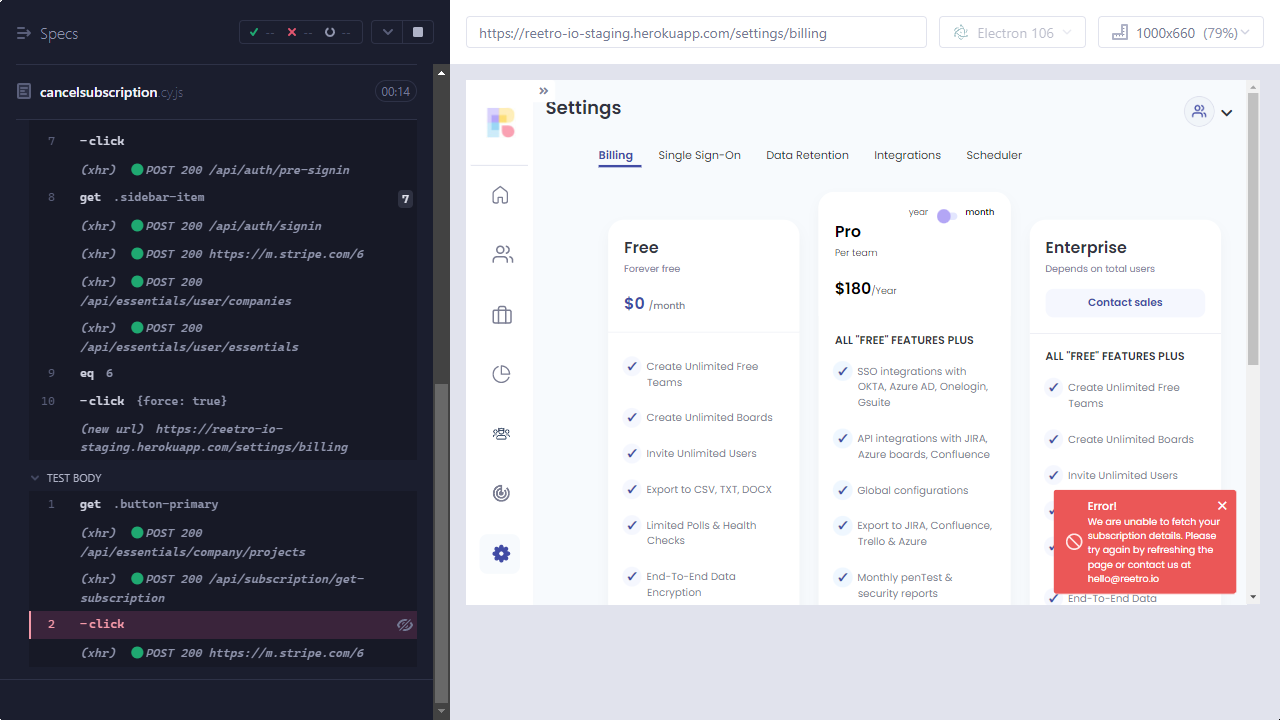 Specs
-- -- --
cancelsubscription.cy.js
00:14
7 -click
(xhr) POST 200 /api/auth/pre-signin
8 get .sidebar-item 7
(xhr) POST 200 /api/auth/signin
(xhr) POST 200 https://m.stripe.com/6
(xhr) POST 200
/api/essentials/user/companies
(xhr) POST 200
/api/essentials/user/essentials
9 eq 6
10 -click {force: true}
(new url) https://reetro-io-
staging.herokuapp.com/settings/billing
TEST BODY
1 get .button-primary
(xhr) POST 200
/api/essentials/company/projects
(xhr) POST 200 /api/subscription/get-
subscription
2 -click
(xhr) POST 200 https://m.stripe.com/6
https://reetro-io-staging.herokuapp.com/settings/billing
Electron 106
1000x660 (79%)
Settings
Billing Single Sign-On Data Retention Integrations Scheduler
Free
Forever free
$0 /month
Create Unlimited Free
Teams
Create Unlimited Boards
Invite Unlimited Users
Export to CSV, TXT, DOCX
Limited Polls & Health
Checks
End-To-End Data
Encryption
year month
Pro
Per team
$180/Year
ALL "FREE" FEATURES PLUS
SSO integrations with
OKTA, Azure AD, Onelogin,
Gsuite
API integrations with JIRA,
Azure boards, Confluence
Global configurations
Export to JIRA, Confluence,
Trello & Azure
Monthly penTest &
security reports
Enterprise
Depends on total users
Contact sales
ALL "FREE" FEATURES PLUS
Create Unlimited Free
Teams
Create Unlimited Boards
Invite Unlimited Users
End-To-End Data
Error!
We are unable to fetch your
subscription details. Please
try again by refreshing the
page or contact us at
hello@reetro.io